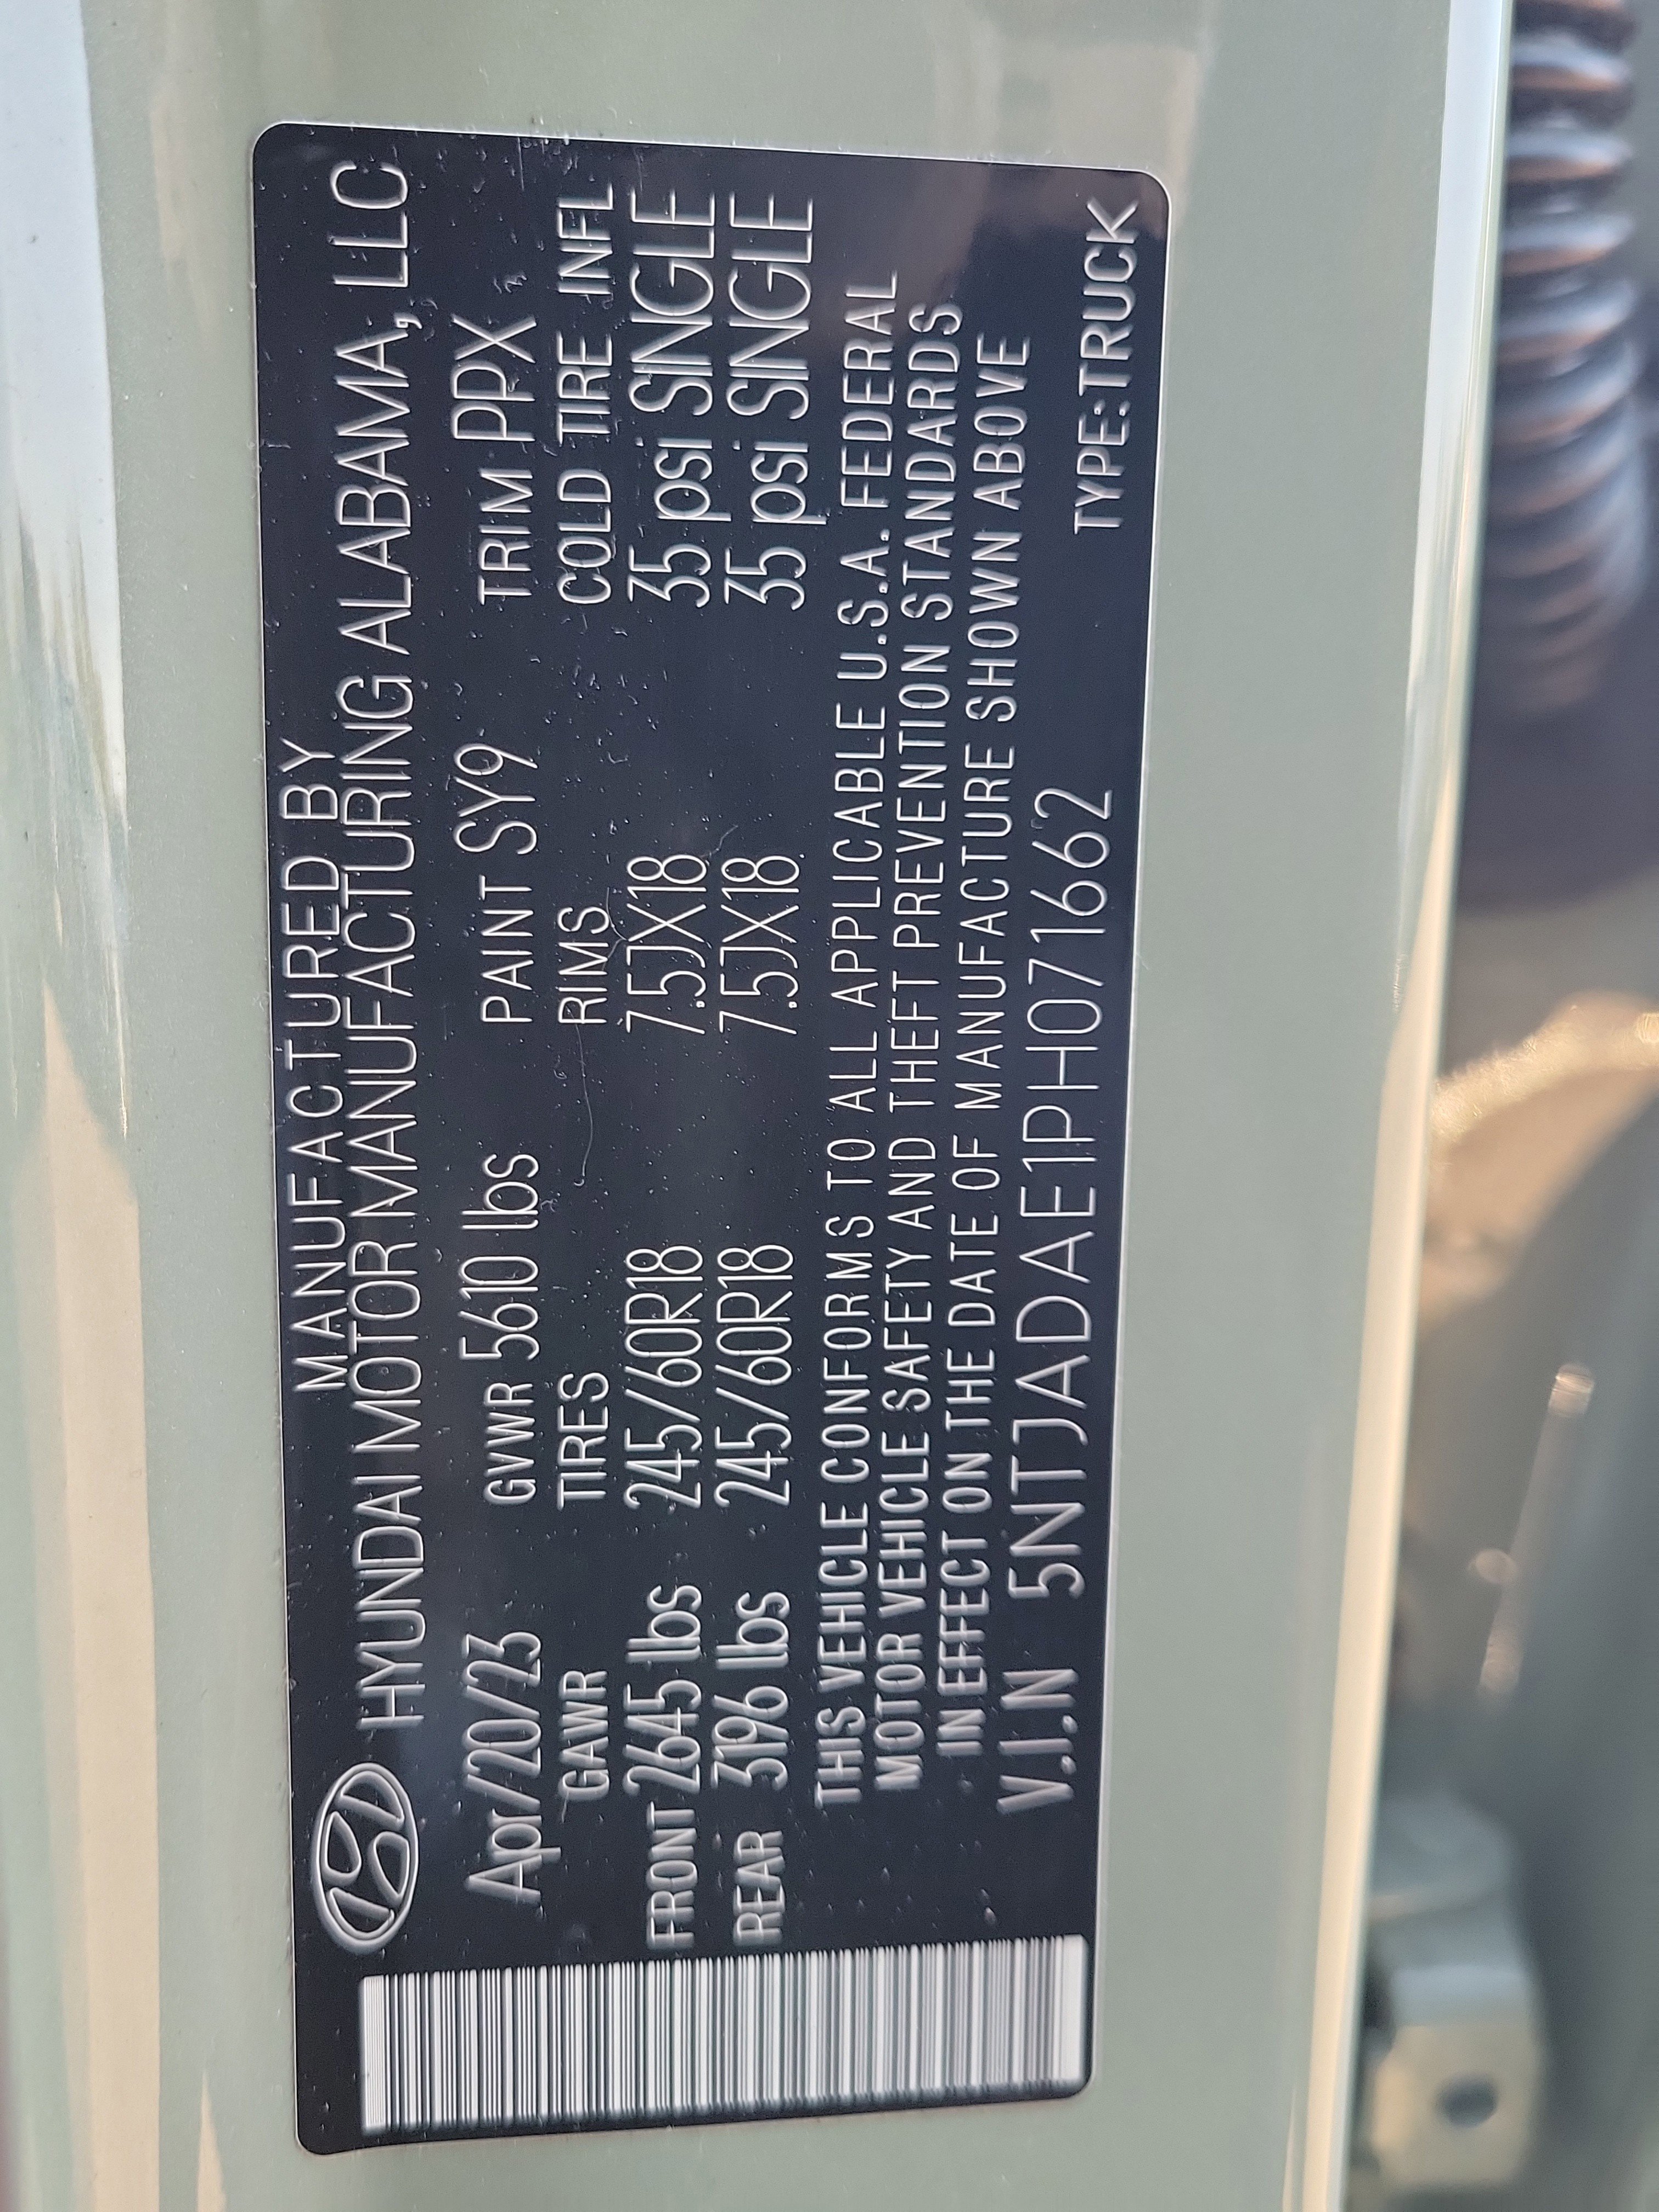 MANUFACTURED BY
HYUNDAI MOTOR MANUFACTURING ALABAMA, LLC
Apr/20/23 GVWR 5610 lbs PAINT SY9 TRIM PPX
GAWR TIRES RIMS COLD TIRE INFL
FRONT 2645 lbs 245/60R18 7.5JX18 35 psi SINGLE
REAR 3196 lbs 245/60R18 7.5JX18 35 psi SINGLE
THIS VEHICLE CONFORMS TO ALL APPLICABLE U.S.A. FEDERAL
MOTOR VEHICLE SAFETY AND THEFT PREVENTION STANDARDS
IN EFFECT ON THE DATE OF MANUFACTURE SHOWN ABOVE
V.I.N 5NTJADAE1PH071662
TYPE:TRUCK